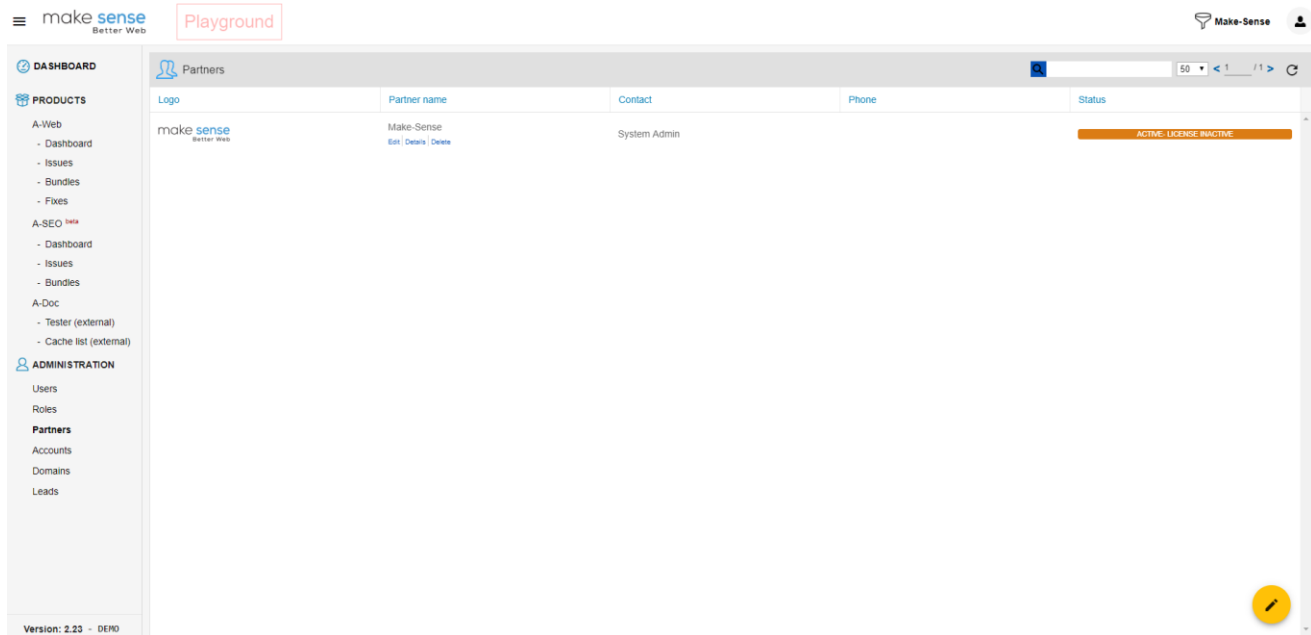 make sense
Better Web
Playground
Make-Sense
DASHBOARD
PRODUCTS
A-Web
- Dashboard
- Issues
- Bundles
- Fixes
A-SEO beta
- Dashboard
- Issues
- Bundles
A-Doc
- Tester (external)
- Cache list (external)
ADMINISTRATION
Users
Roles
Partners
Accounts
Domains
Leads
Version: 2.23 - DEMO
Partners
50 < 1 / 1 >
Logo Partner name Contact Phone Status
make sense
Better Web
Make-Sense
Edit Details Delete
System Admin
ACTIVE- LICENSE INACTIVE